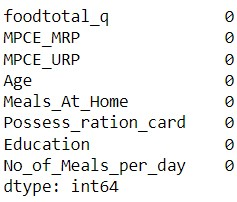 foodtotal_q 0
MPCE_MRP 0
MPCE_URP 0
Age 0
Meals_At_Home 0
Possess_ration_card 0
Education 0
No_of_Meals_per_day 0
dtype: int64